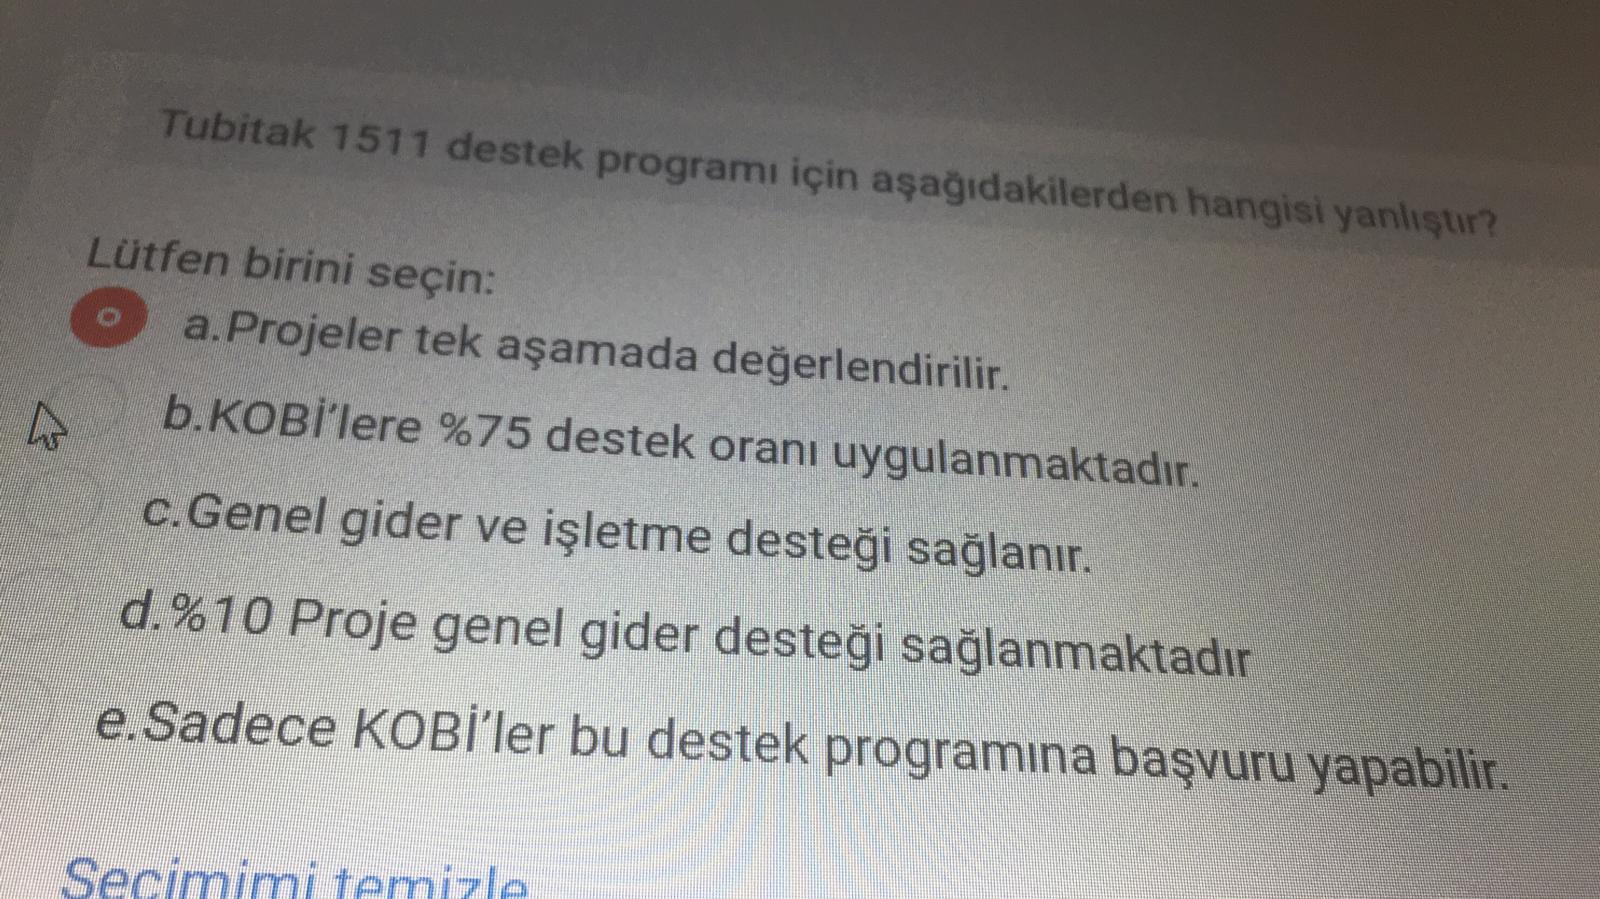 Tubitak 1511 destek programı için aşağıdakilerden hangisi yanlıştır?
Lütfen birini seçin:
a.Projeler tek aşamada değerlendirilir.
b.KOBİ'lere %75 destek oranı uygulanmaktadır.
c.Genel gider ve işletme desteği sağlanır.
d.%10 Proje genel gider desteği sağlanmaktadır
e.Sadece KOBİ'ler bu destek programına başvuru yapabilir.
Seçimimi temizle